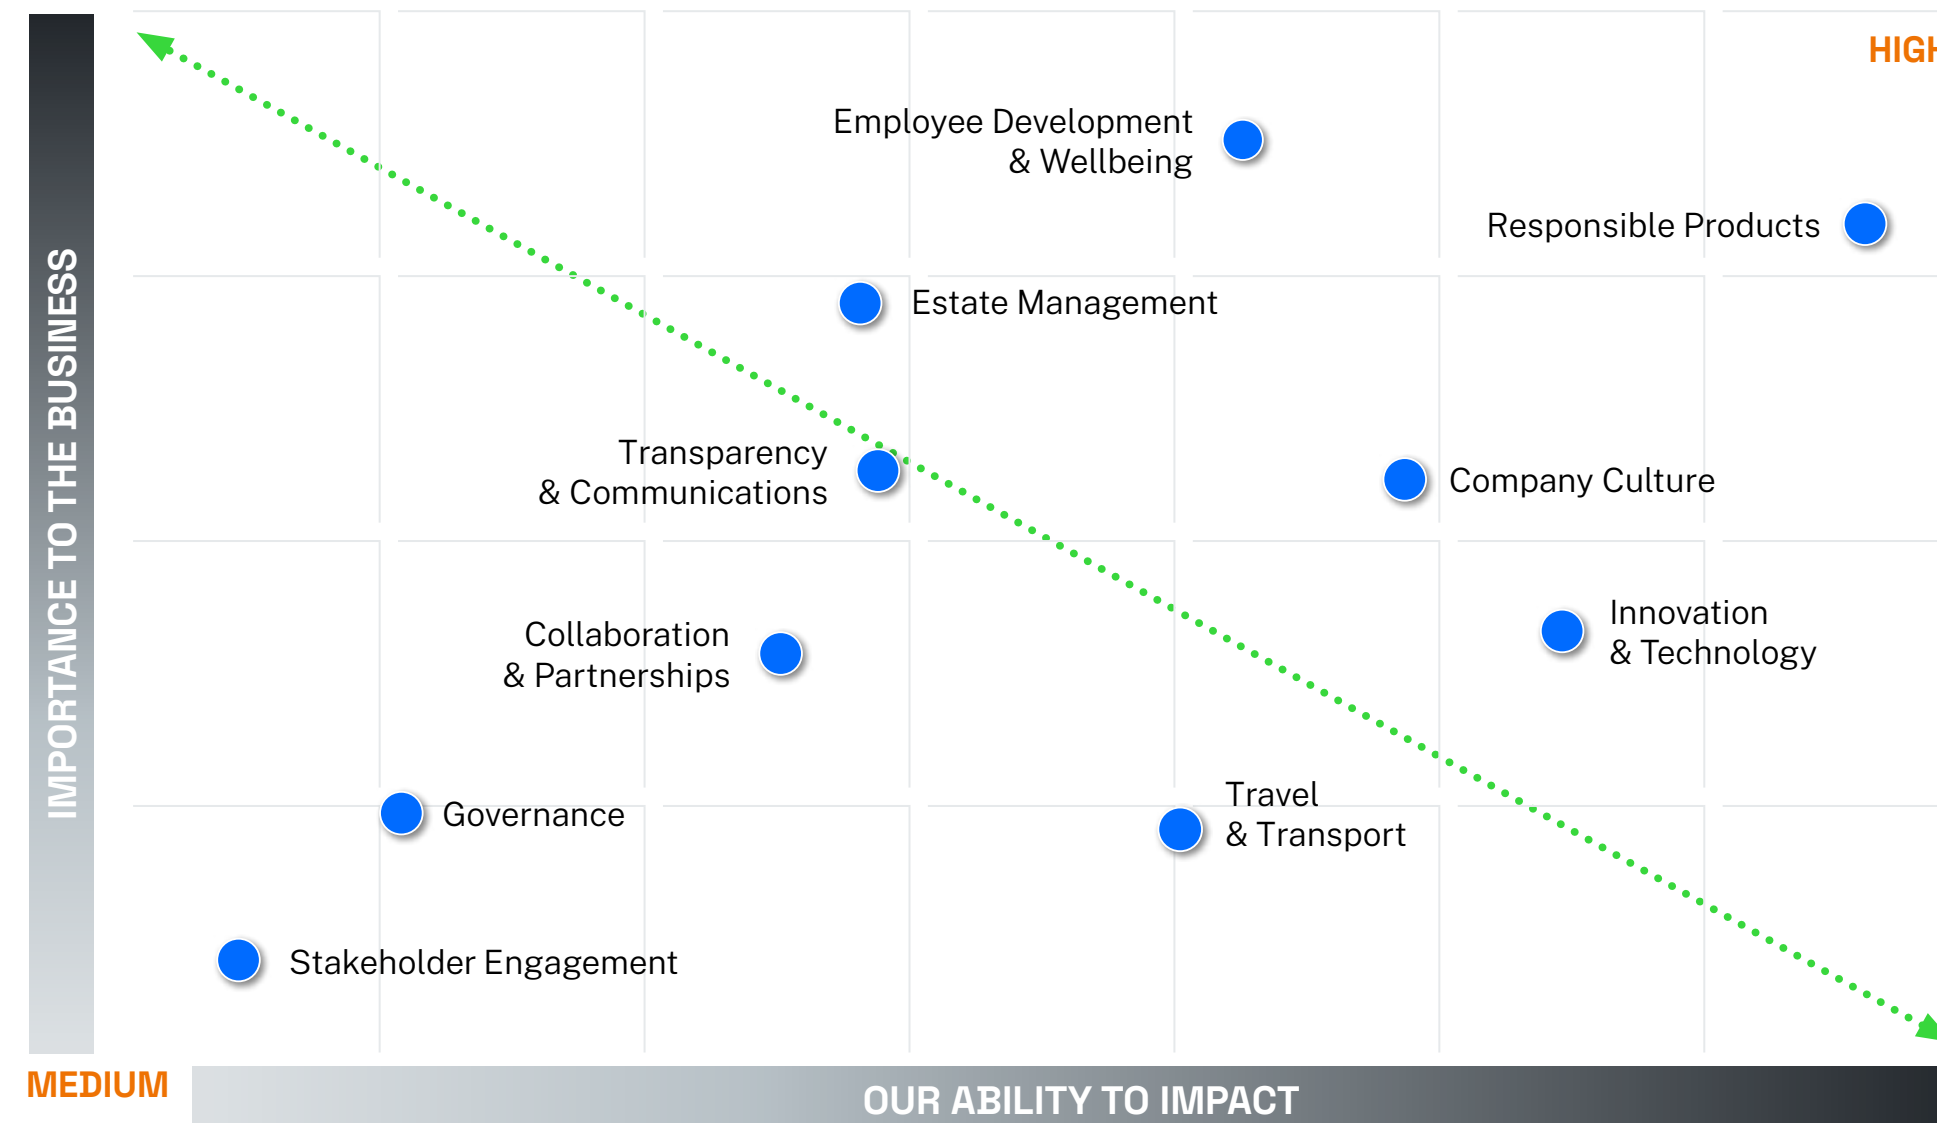 HIGH
Employee Development
& Wellbeing
Responsible Products
Estate Management
IMPORTANCE TO THE BUSINESS
Transparency
& Communications
Company Culture
Innovation
& Technology
Collaboration
& Partnerships
Travel
& Transport
Governance
Stakeholder Engagement
MEDIUM
OUR ABILITY TO IMPACT